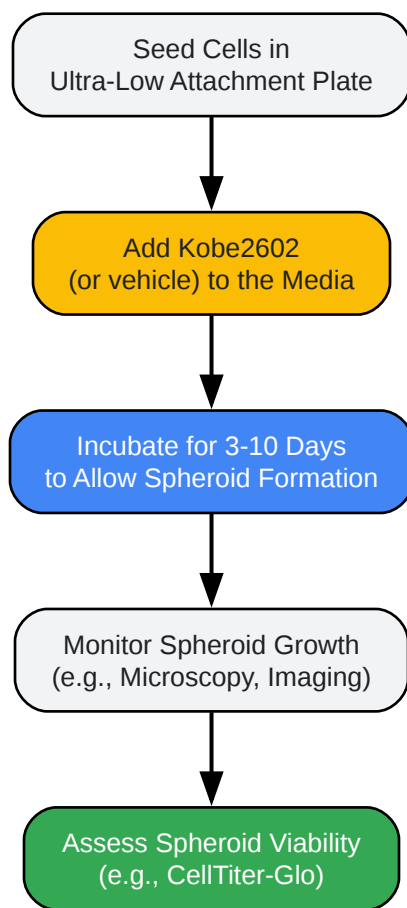 Seed Cells in
Ultra-Low Attachment Plate
Add Kobe2602
(or vehicle) to the Media
Incubate for 3-10 Days
to Allow Spheroid Formation
Monitor Spheroid Growth
(e.g., Microscopy, Imaging)
Assess Spheroid Viability
(e.g., CellTiter-Glo)